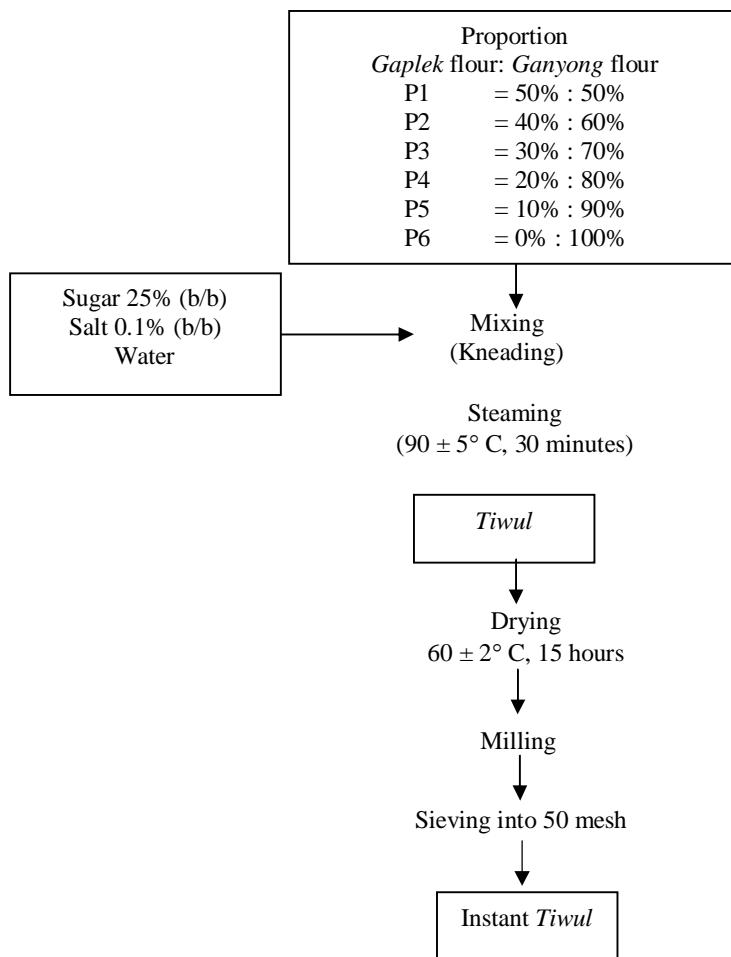 Proportion
Gaplek flour: Ganyong flour
P1 = 50% : 50%
P2 = 40% : 60%
P3 = 30% : 70%
P4 = 20% : 80%
P5 = 10% : 90%
P6 = 0% : 100%
Sugar 25% (b/b)
Salt 0.1% (b/b)
Water
Mixing
(Kneading)
Steaming
(90 ± 5° C, 30 minutes)
Tiwul
Drying
60 ± 2° C, 15 hours
Milling
Sieving into 50 mesh
Instant Tiwul